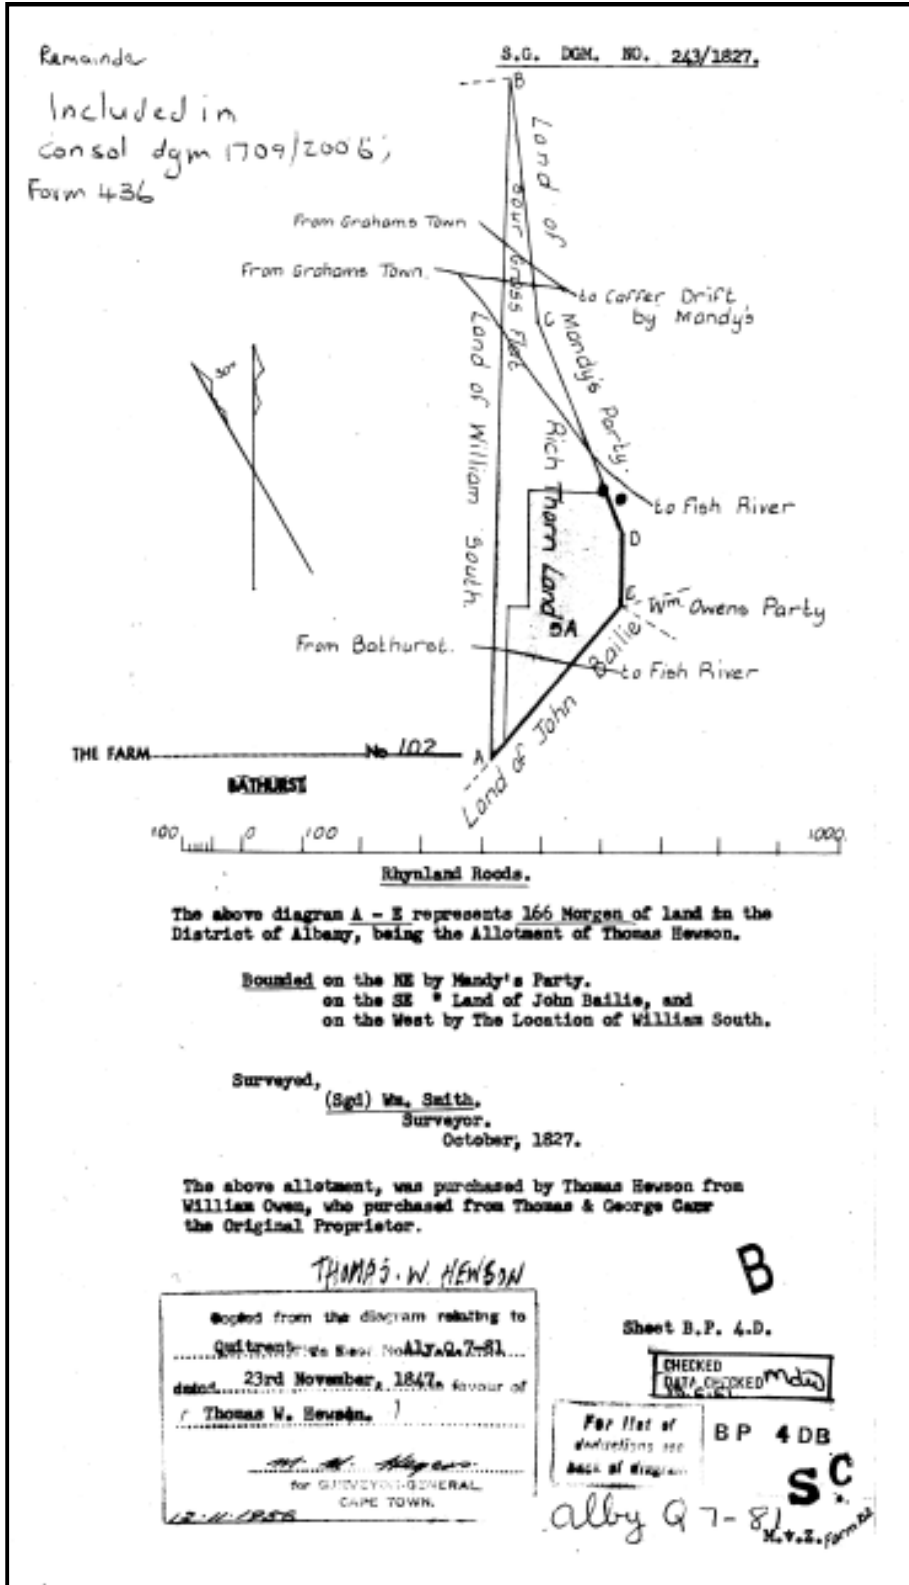 Remainder
S.G. DGM. NO. 243/1827.
Included in
consol dgm 1709/2006;
Form 436
B
Land of Mandy's Party.
Sour Grass Flat
From Grahams Town
From Grahams Town.
to Caffer Drift
by Mandy's
C
30°
Land of William South.
Rich Thorn Land
to Fish River
D
E
Wm. Owens Party
5A
From Bathurst.
to Fish River
Land of John Bailie
THE FARM
No 102
A
BATHURST
100 0 100 1000.
Rhynland Roods.
The above diagram A - E represents 166 Morgen of land in the
District of Albany, being the Allotment of Thomas Hewson.
Bounded on the NE by Mandy's Party.
on the SE " Land of John Bailie, and
on the West by The Location of William South.
Surveyed,
(Sgd) Wm. Smith.
Surveyor.
October, 1827.
The above allotment, was purchased by Thomas Hewson from
William Owen, who purchased from Thomas & George Carr
the Original Proprietor.
THOMAS. W. HEWSON
B
Copied from the diagram relating to
Quitrent No Aly.Q.7-81
dated 23rd November, 1847. favour of
Thomas W. Hewson.
for SURVEYOR-GENERAL,
CAPE TOWN.
Sheet B.P. 4.D.
CHECKED
DATA CHECKED
For list of
deductions see
back of diagram
BP 4DB
SC
Alby Q 7-81
M.v.Z.